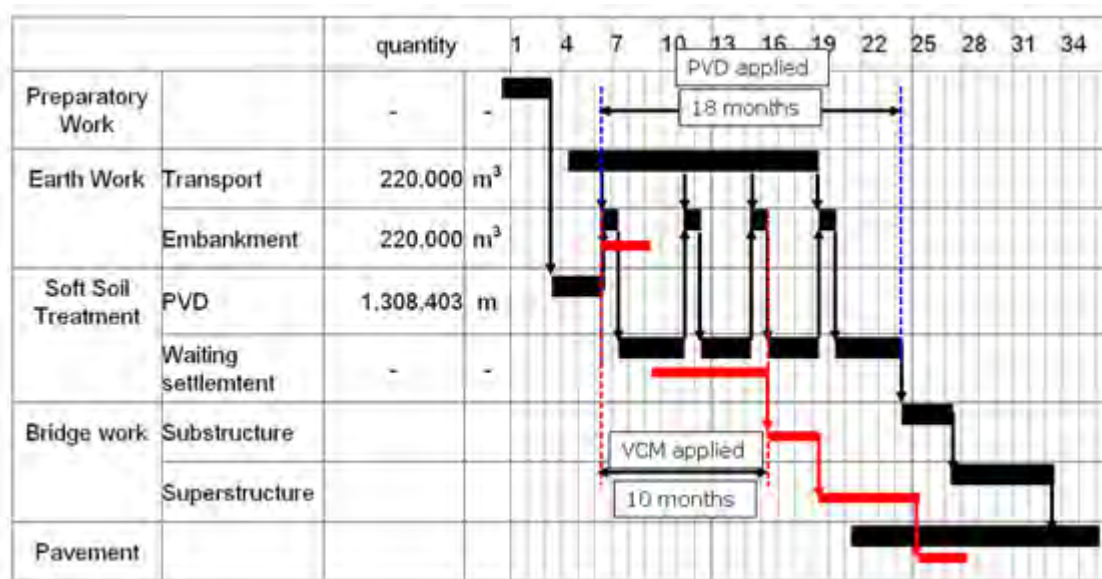 quantity 1 4 7 10 13 16 19 22 25 28 31 34
PVD applied
Preparatory
Work
- -
18 months
Earth Work Transport 220,000 m³
Embankment 220,000 m³
Soft Soil
Treatment
PVD 1,308,403 m
Waiting
settlemtent
- -
Bridge work Substructure
VCM applied
Superstructure
10 months
Pavement